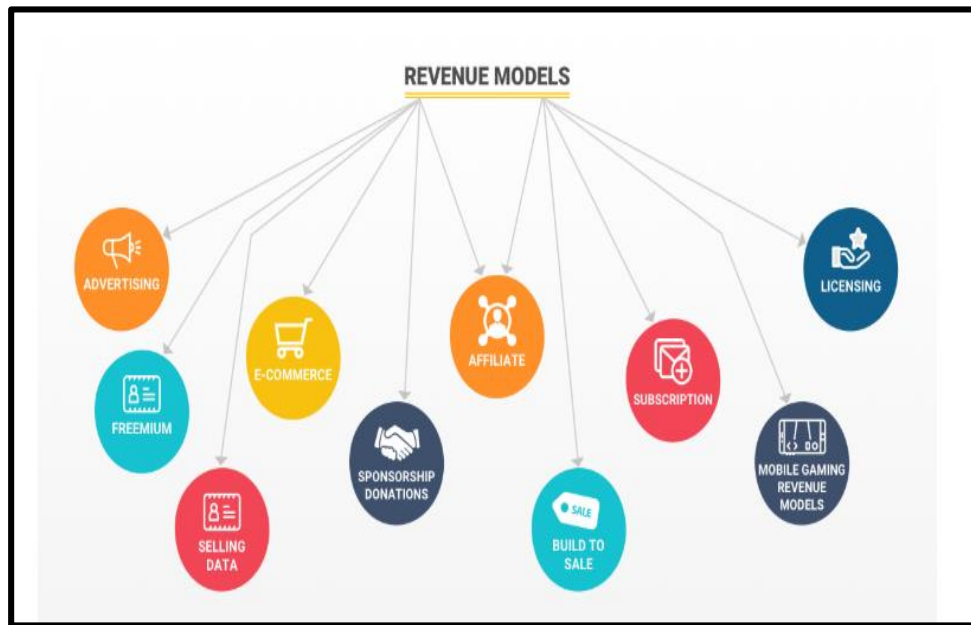 REVENUE MODELS
ADVERTISING
LICENSING
E-COMMERCE
AFFILIATE
FREEMIUM
SUBSCRIPTION
SPONSORSHIP
DONATIONS
MOBILE GAMING
REVENUE
MODELS
SELLING
DATA
SALE
BUILD TO
SALE